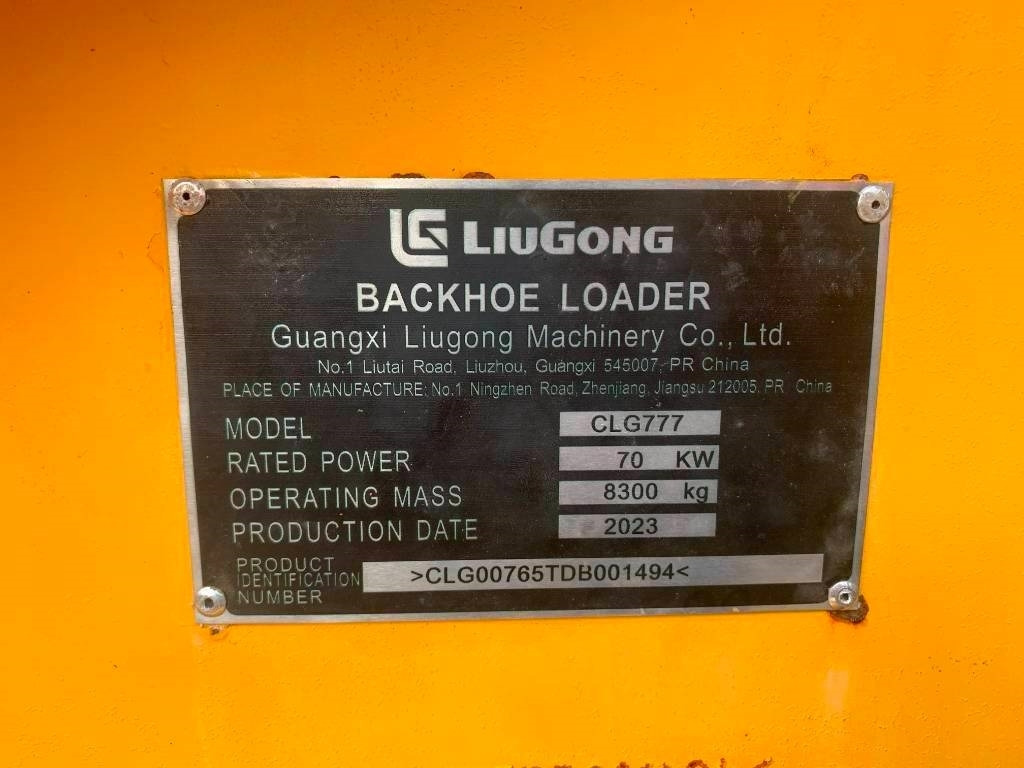 LG LIUGONG
BACKHOE LOADER
Guangxi Liugong Machinery Co., Ltd.
No.1 Liutai Road, Liuzhou, Guangxi 545007, PR China
PLACE OF MANUFACTURE: No.1 Ningzhen Road, Zhenjiang, Jiangsu 212005, PR China
MODEL CLG777
RATED POWER 70 KW
OPERATING MASS 8300 kg
PRODUCTION DATE 2023
PRODUCT
IDENTIFICATION >CLG00765TDB001494<
NUMBER